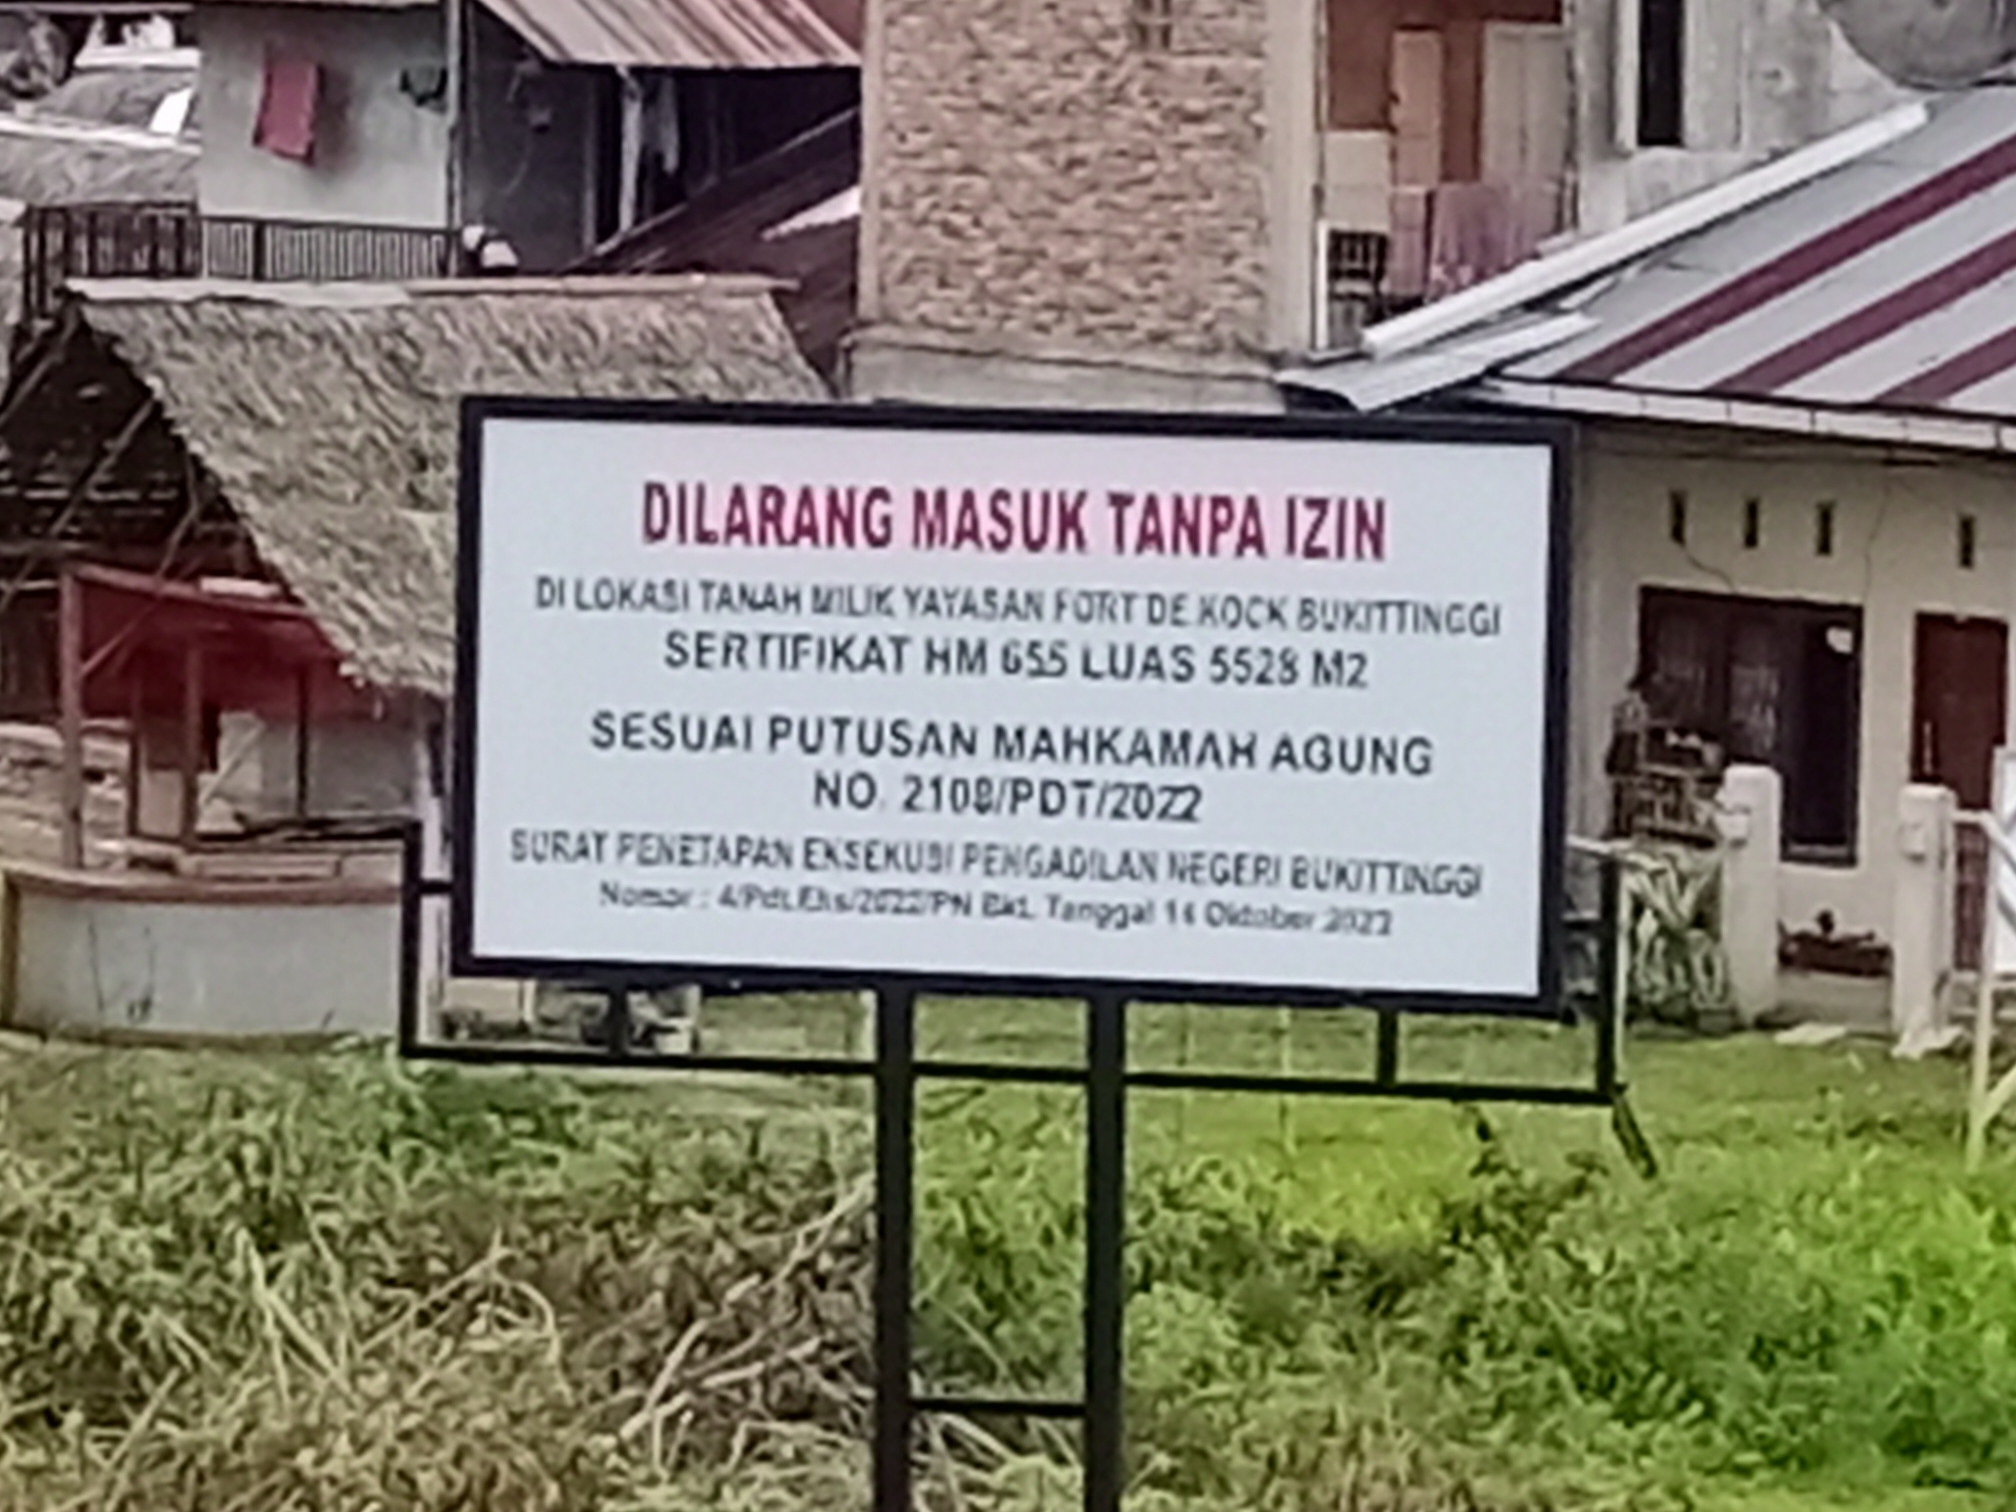 DILARANG MASUK TANPA IZIN
DI LOKASI TANAH MILIK YAYASAN FORT DE KOCK BUKITTINGGI
SERTIFIKAT HM 655 LUAS 5528 M2
SESUAI PUTUSAN MAHKAMAH AGUNG
NO. 2108/PDT/2022
SURAT PENETAPAN EKSEKUSI PENGADILAN NEGERI BUKITTINGGI
Nomor : 4/Pdt.Eks/2022/PN Bkt. Tanggal Oktober 2022